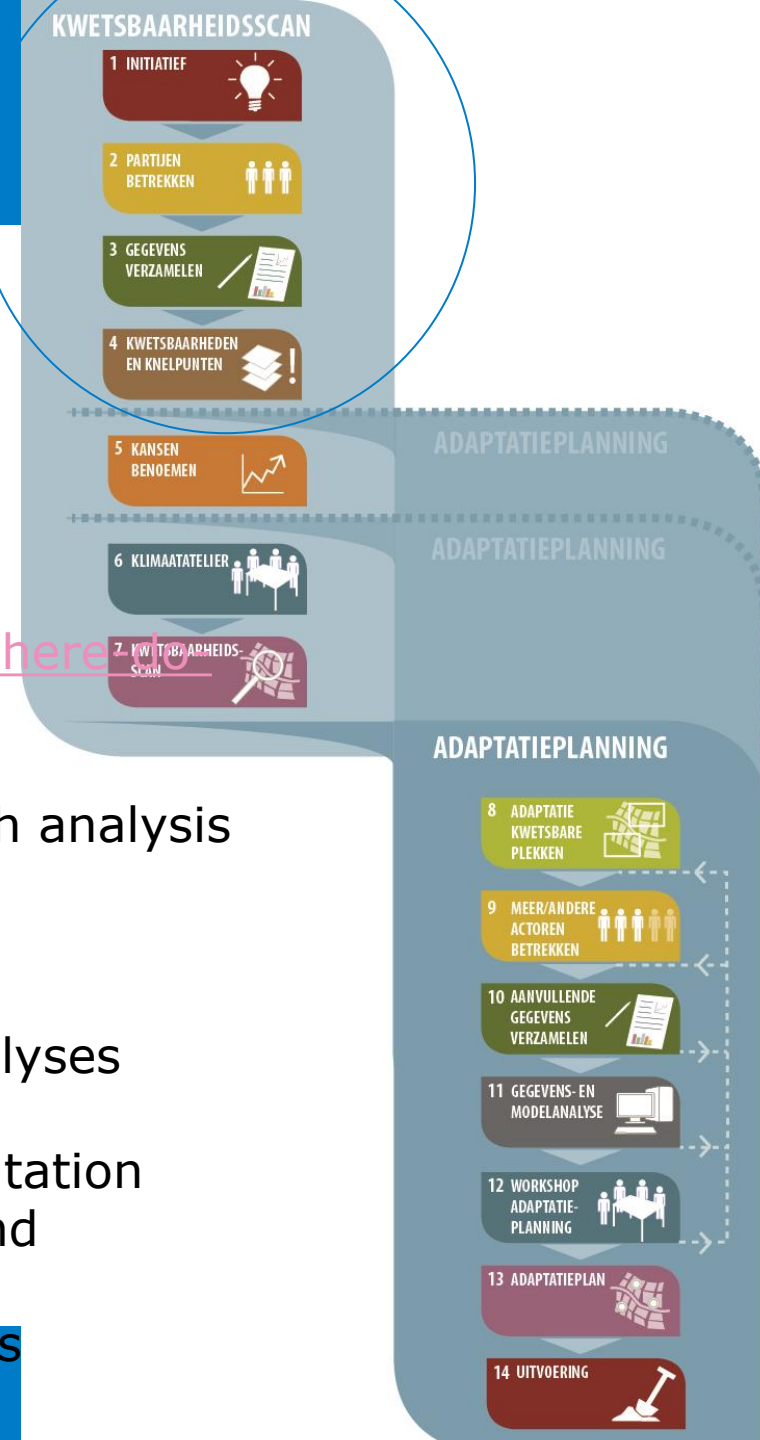 KWETSBAARHEIDSSCAN
1 INITIATIEF
2 PARTIJEN
BETREKKEN
3 GEGEVENS
VERZAMELEN
4 KWETSBAARHEDEN
EN KNELPUNTEN
5 KANSEN
BENOEMEN
ADAPTATIEPLANNING
6 KLIMAATATELIER
ADAPTATIEPLANNING
here-do-
7 KWETSBAARHEIDS-
SCAN
ADAPTATIEPLANNING
8 ADAPTATIE
KWETSBARE
PLEKKEN
analysis
9 MEER/ANDERE
ACTOREN
BETREKKEN
10 AANVULLENDE
GEGEVENS
VERZAMELEN
lyses
11 GEGEVENS- EN
MODELANALYSE
tation
nd
12 WORKSHOP
ADAPTATIE-
PLANNING
13 ADAPTATIEPLAN
s
14 UITVOERING